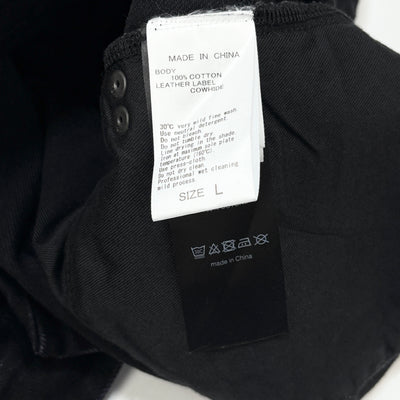 MADE IN CHINA
BODY
100% COTTON
LEATHER LABEL
COWHIDE
30℃ very mild fine wash
Use neutral detergent
Do not bleach
Do not tumble dry
Line drying in the shade
Iron at maximum sole plate
temperature (160℃)
Use press-cloth
Do not dry clean
Professional wet cleaning
mild process
SIZE L
made in China